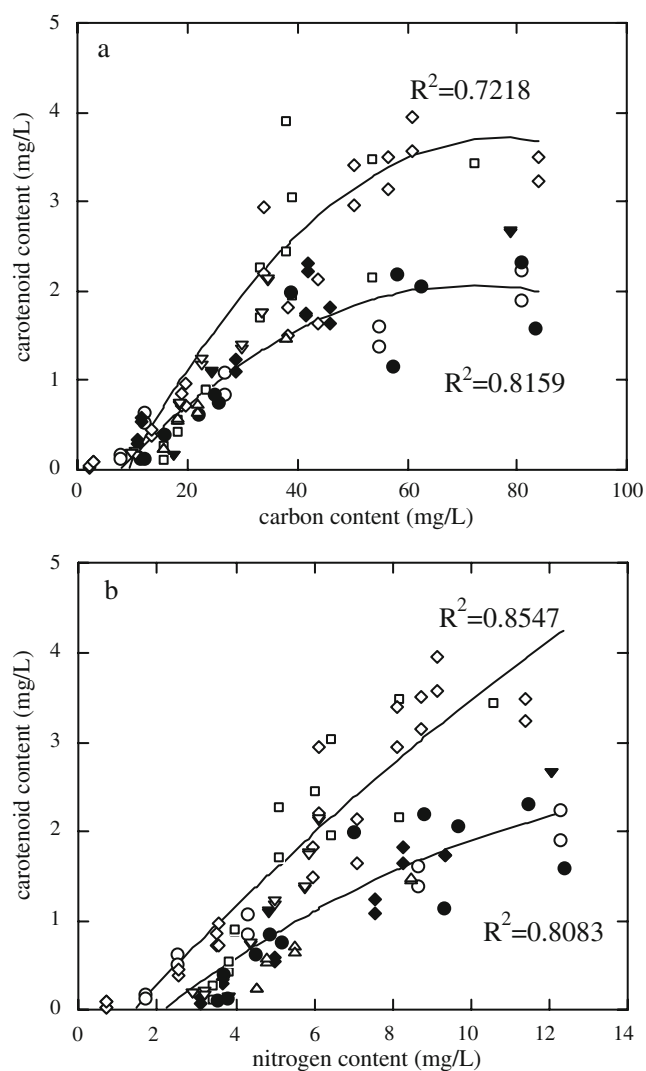 a
5
4
3
2
1
0
carotenoid content (mg/L)
R²=0.7218
R²=0.8159
0 20 40 60 80 100
carbon content (mg/L)
b
5
4
3
2
1
0
carotenoid content (mg/L)
R²=0.8547
R²=0.8083
0 2 4 6 8 10 12 14
nitrogen content (mg/L)